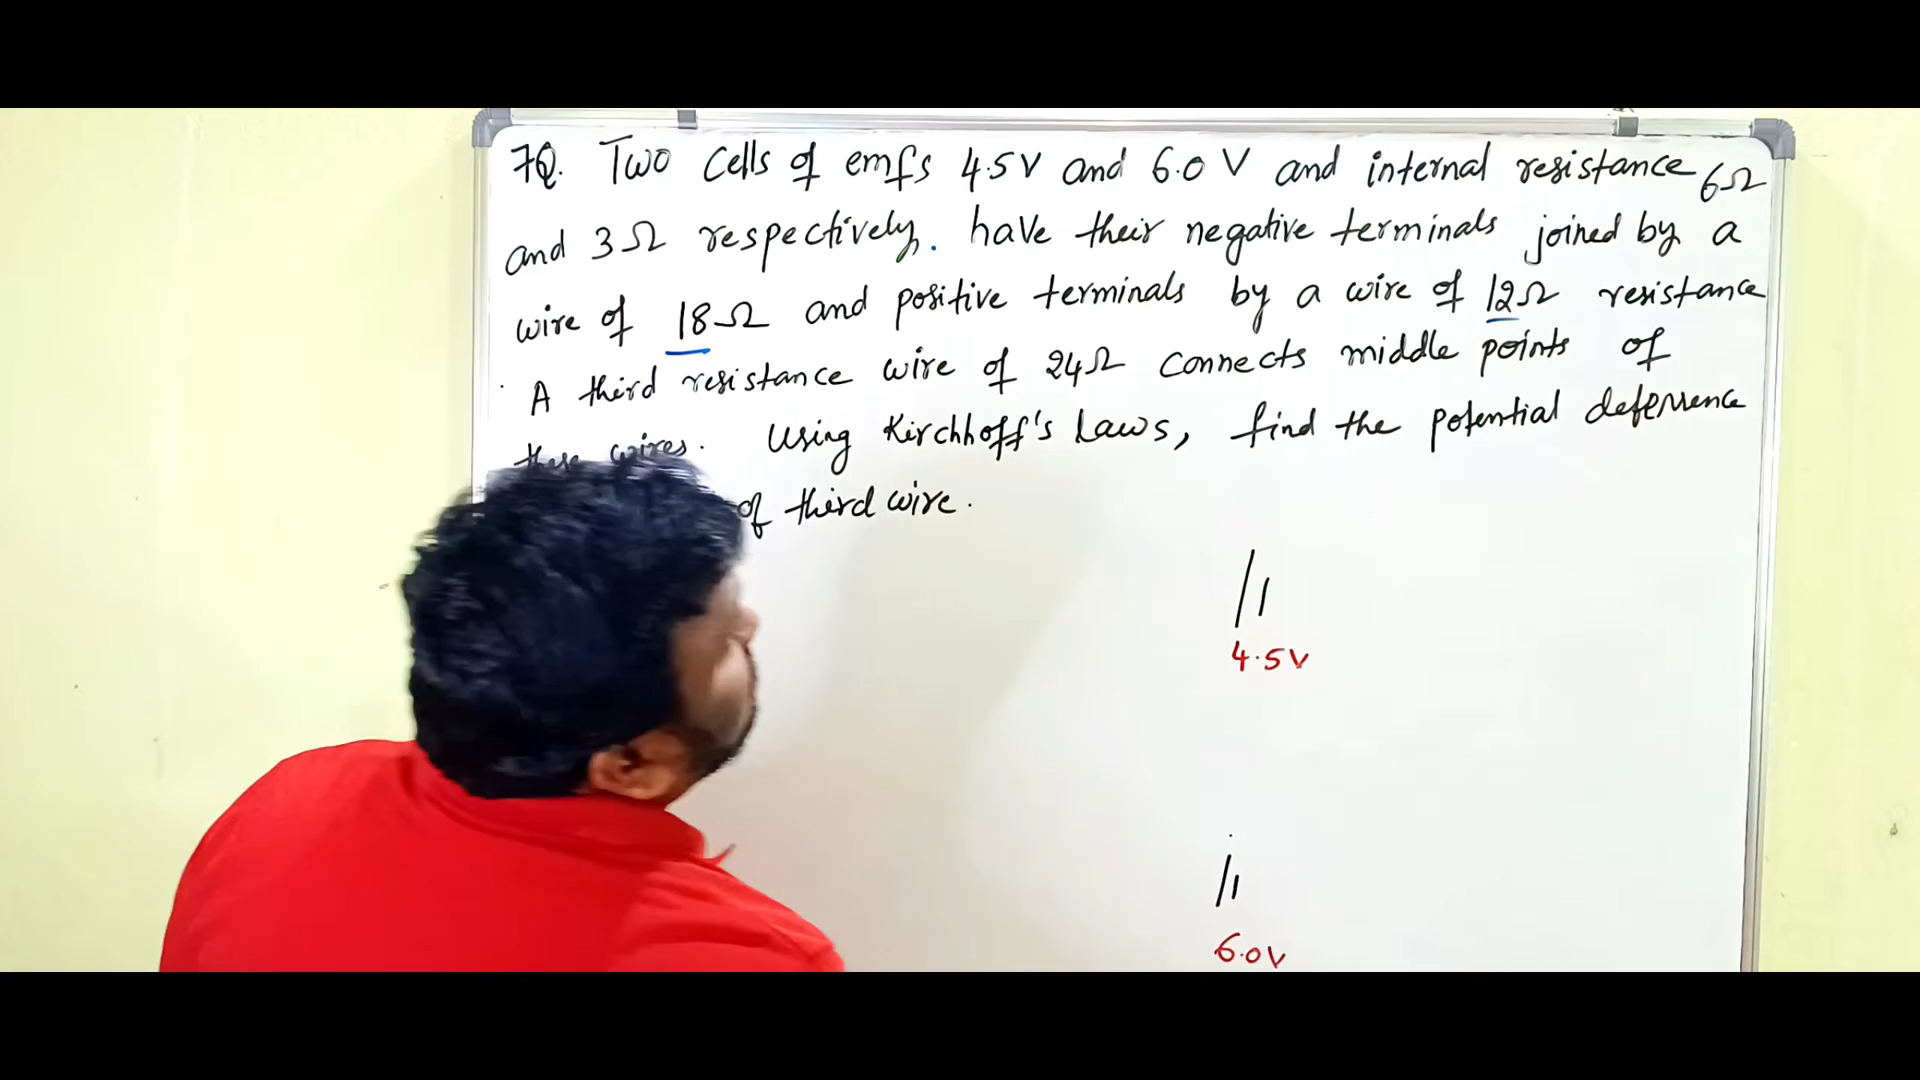 7Q. Two cells of emfs 4.5V and 6.0 V and internal resistance 6Ω
and 3Ω respectively. have their negative terminals joined by a
wire of 18Ω and positive terminals by a wire of 12Ω resistance
A third resistance wire of 24Ω connects middle points of
these wires. Using Kirchhoff's Laws, find the potential deference
of third wire.
4.5V
6.0V